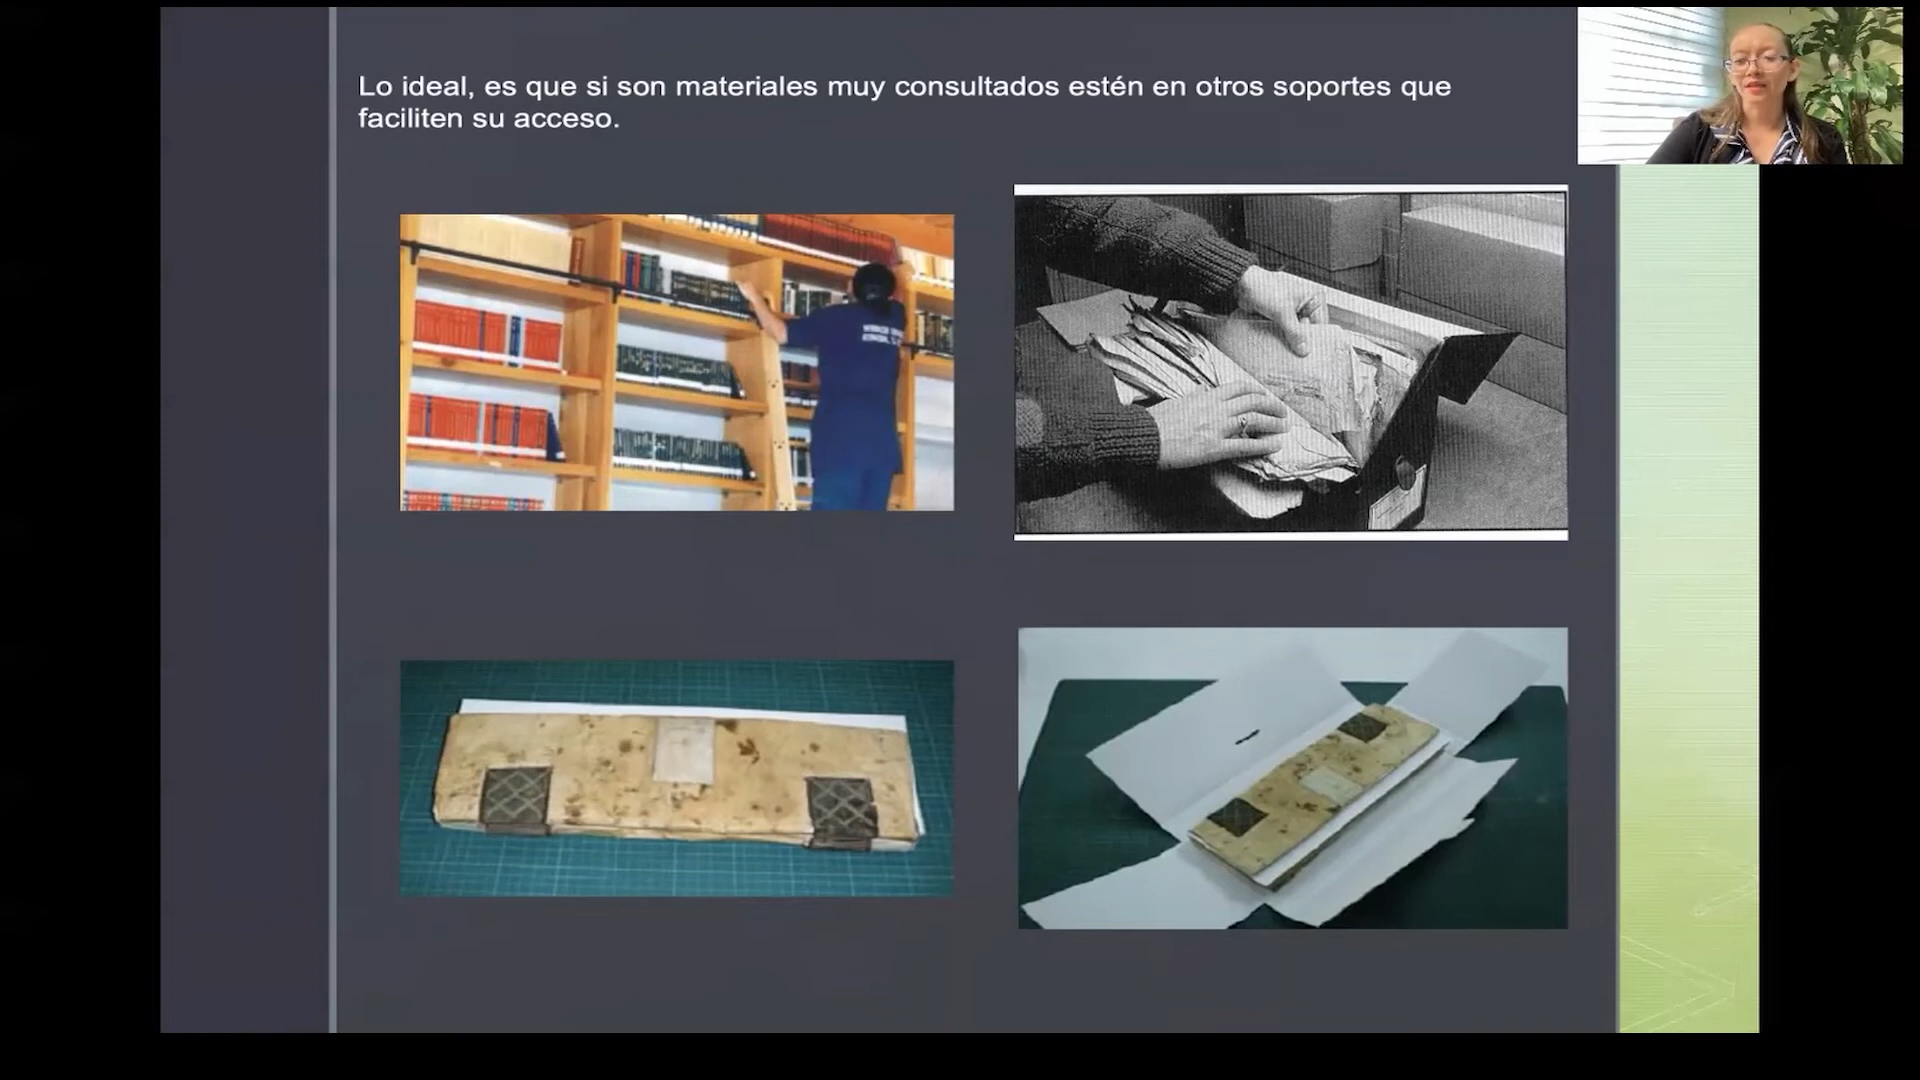 Lo ideal, es que si son materiales muy consultados estén en otros soportes que
faciliten su acceso.